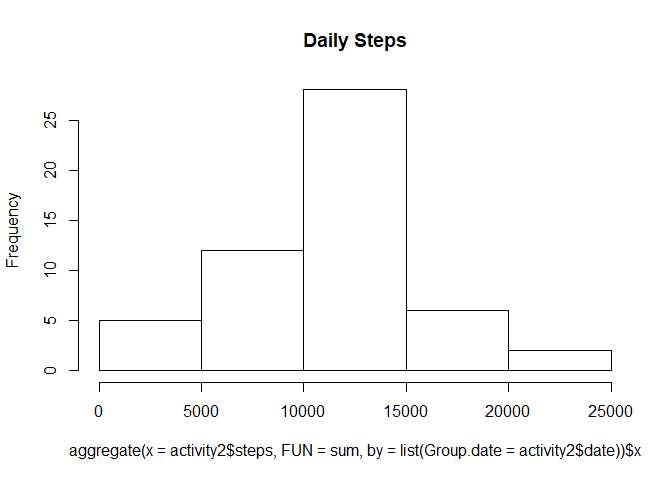 Daily Steps
Frequency
25
20
15
10
5
0
0 5000 10000 15000 20000 25000
aggregate(x = activity2$steps, FUN = sum, by = list(Group.date = activity2$date))$x